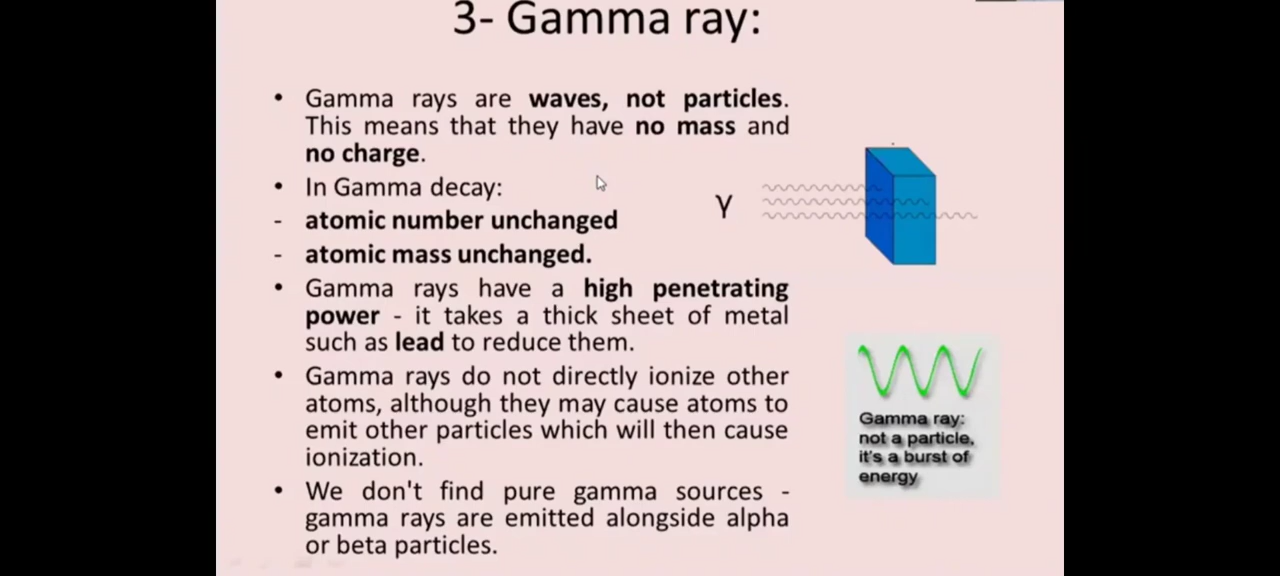 3- Gamma ray:
• Gamma rays are waves, not particles.
This means that they have no mass and
no charge.
• In Gamma decay:
- atomic number unchanged
- atomic mass unchanged.
• Gamma rays have a high penetrating
power - it takes a thick sheet of metal
such as lead to reduce them.
• Gamma rays do not directly ionize other
atoms, although they may cause atoms to
emit other particles which will then cause
ionization.
• We don't find pure gamma sources -
gamma rays are emitted alongside alpha
or beta particles.
γ
Gamma ray:
not a particle,
it's a burst of
energy